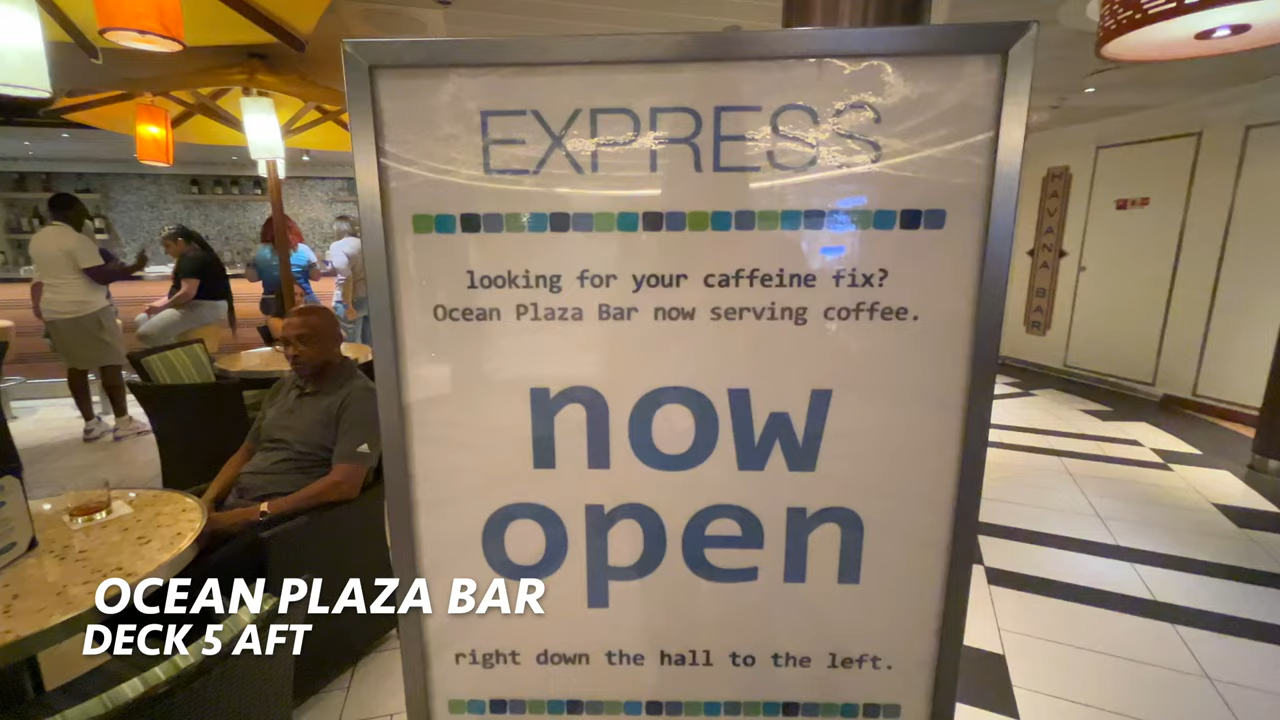 EXPRESS
looking for your caffeine fix?
Ocean Plaza Bar now serving coffee.
now
open
right down the hall to the left.
HAVANA BAR
OCEAN PLAZA BAR
DECK 5 AFT